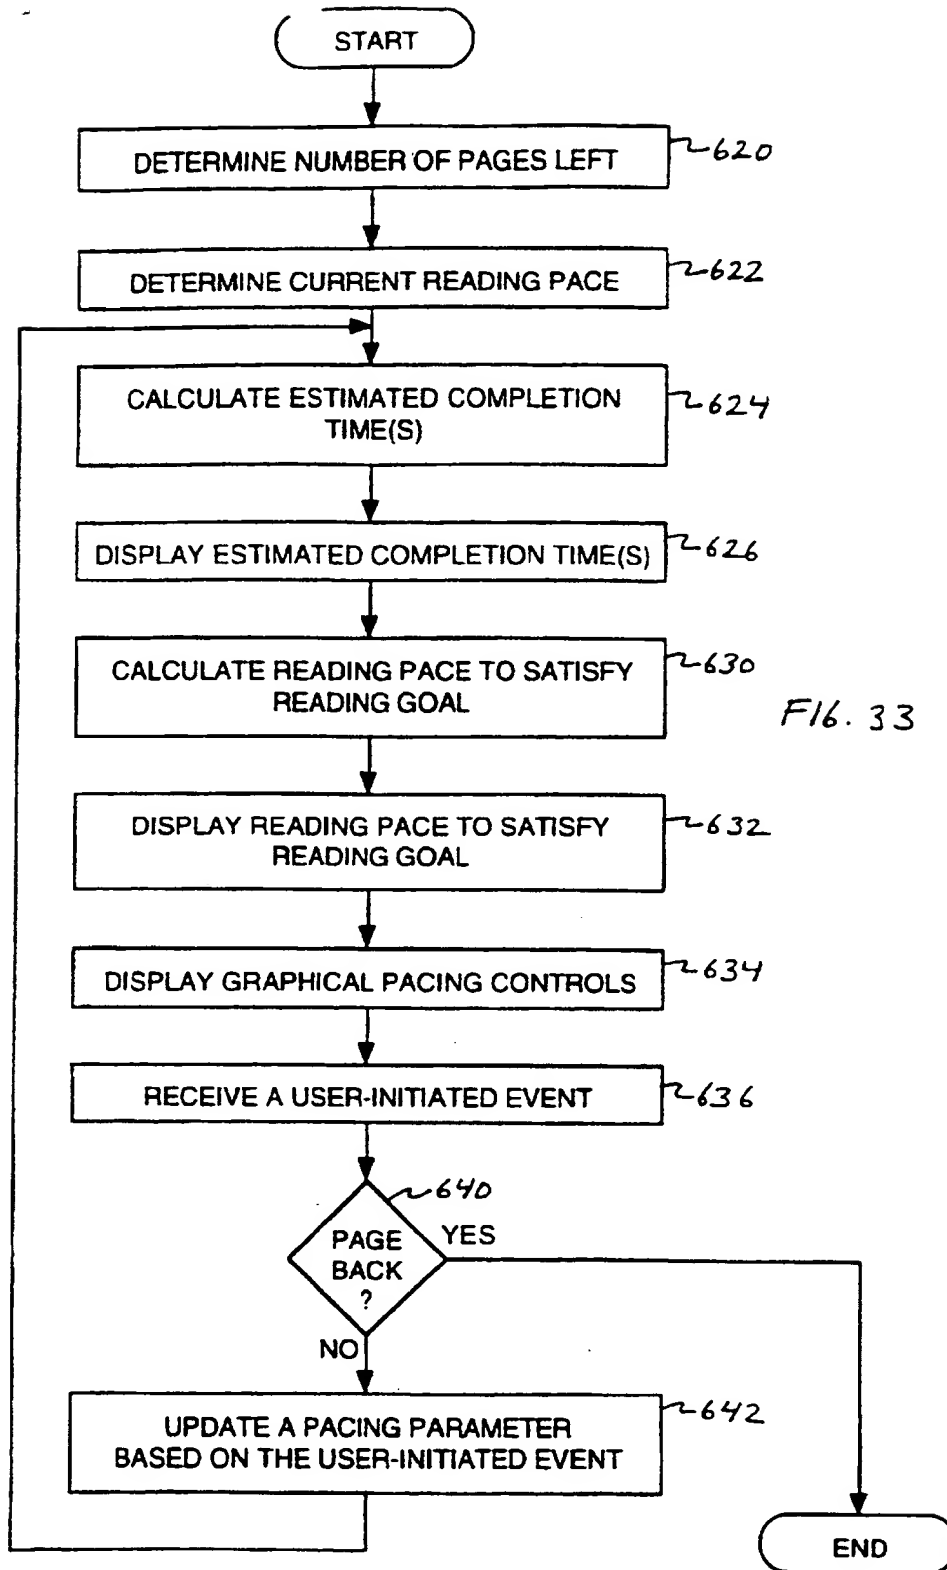 START
DETERMINE NUMBER OF PAGES LEFT
620
DETERMINE CURRENT READING PACE
622
CALCULATE ESTIMATED COMPLETION
TIME(S)
624
DISPLAY ESTIMATED COMPLETION TIME(S)
626
CALCULATE READING PACE TO SATISFY
READING GOAL
630
FIG. 33
DISPLAY READING PACE TO SATISFY
READING GOAL
632
DISPLAY GRAPHICAL PACING CONTROLS
634
RECEIVE A USER-INITIATED EVENT
636
640
PAGE
BACK
?
YES
NO
UPDATE A PACING PARAMETER
BASED ON THE USER-INITIATED EVENT
642
END